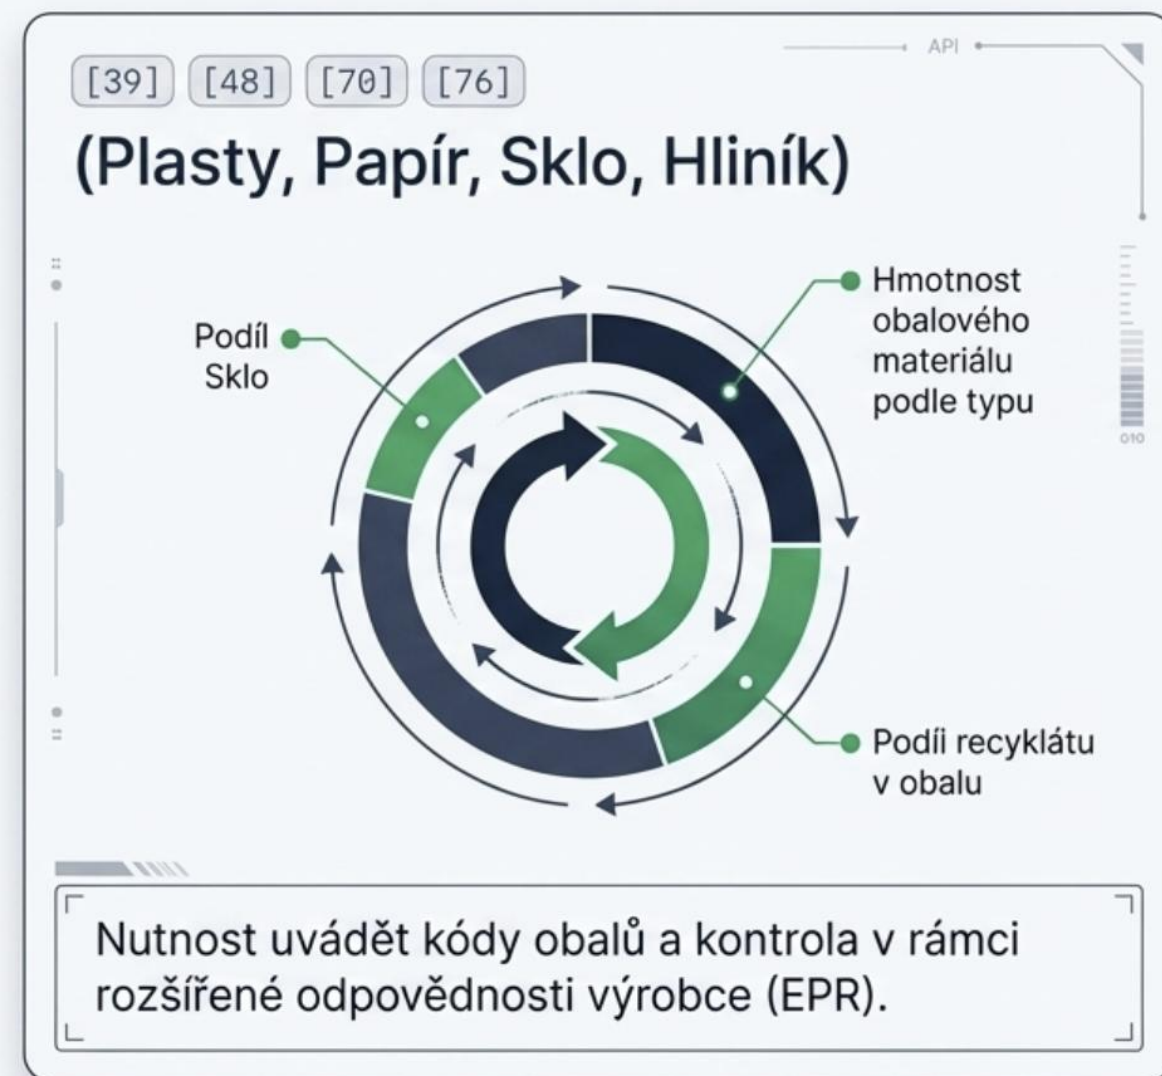 API
[39] [48] [70] [76]
(Plasty, Papír, Sklo, Hliník)
Podíl
Sklo
Hmotnost
obalového
materiálu
podle typu
010
Podíi recyklátu
v obalu
Nutnost uvádět kódy obalů a kontrola v rámci
rozšířené odpovědnosti výrobce (EPR).